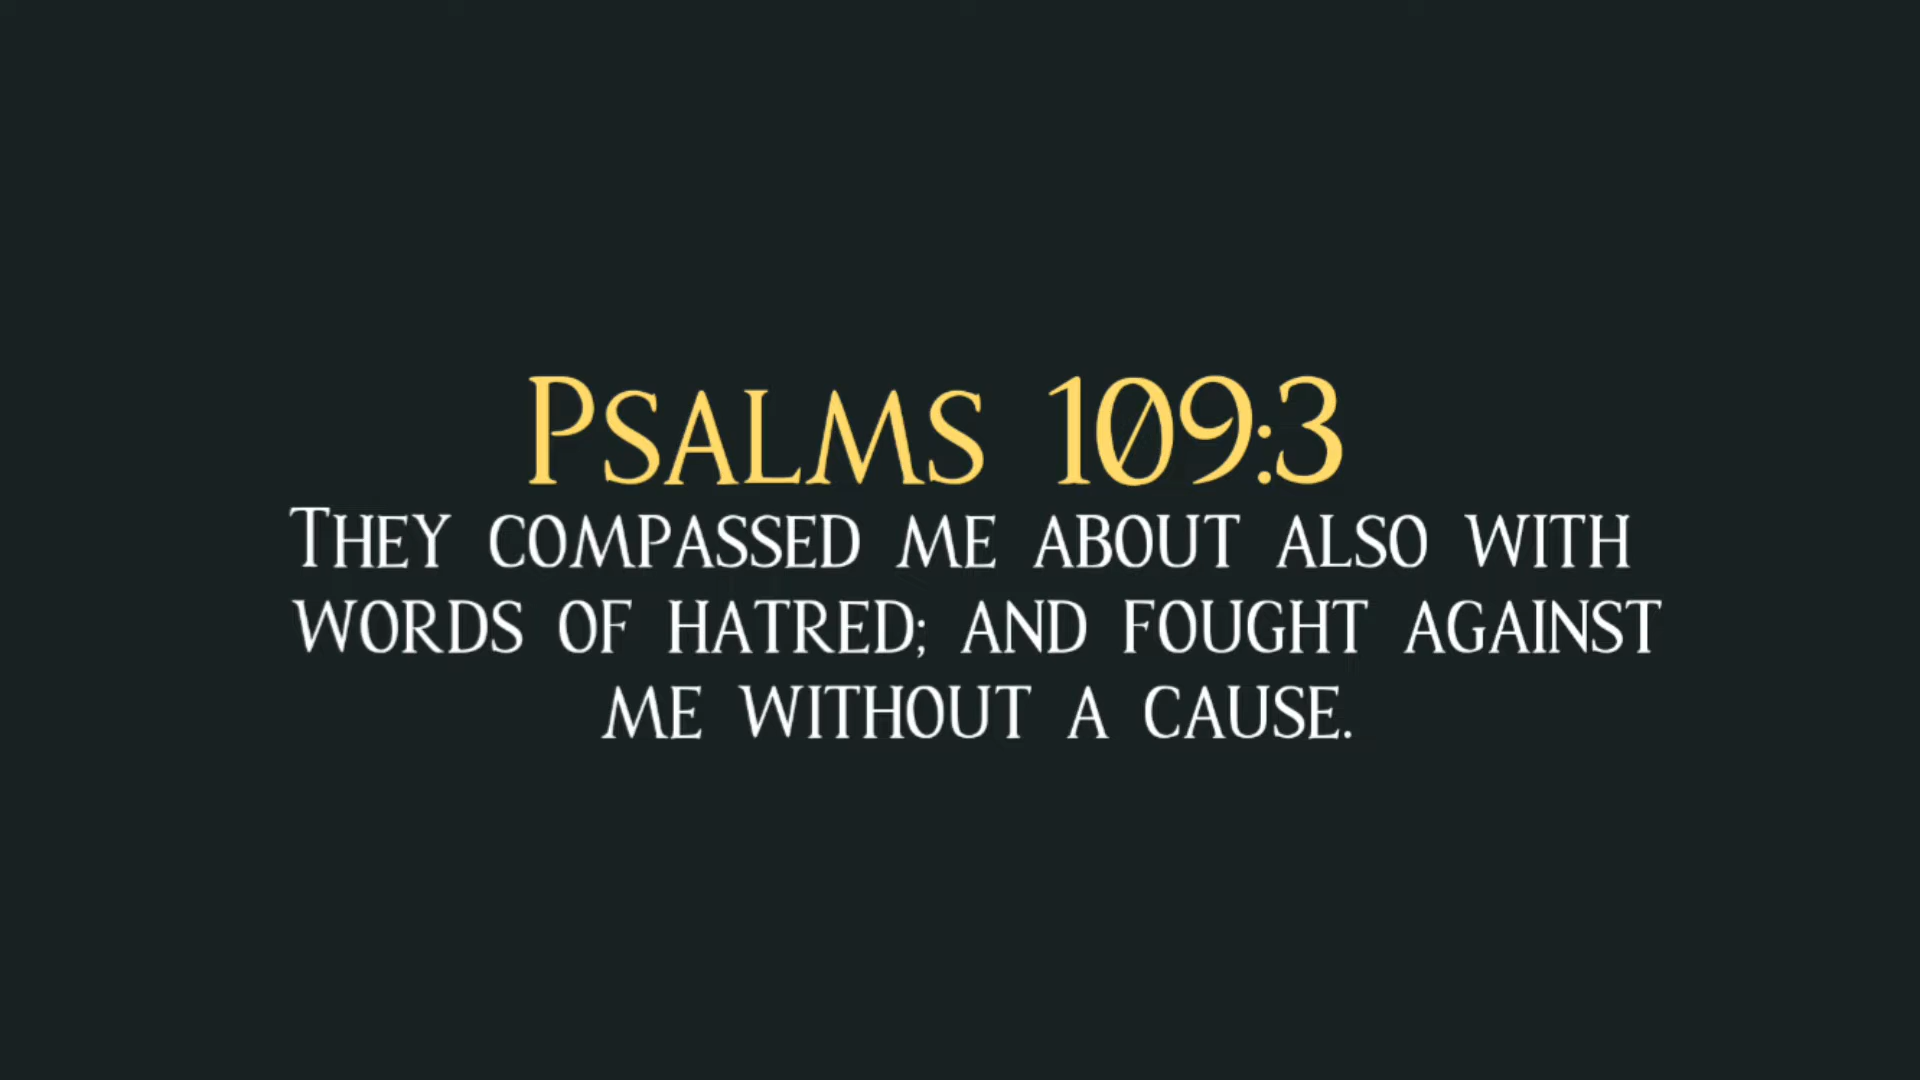 Psalms 109:3
They compassed me about also with
words of hatred; and fought against
me without a cause.